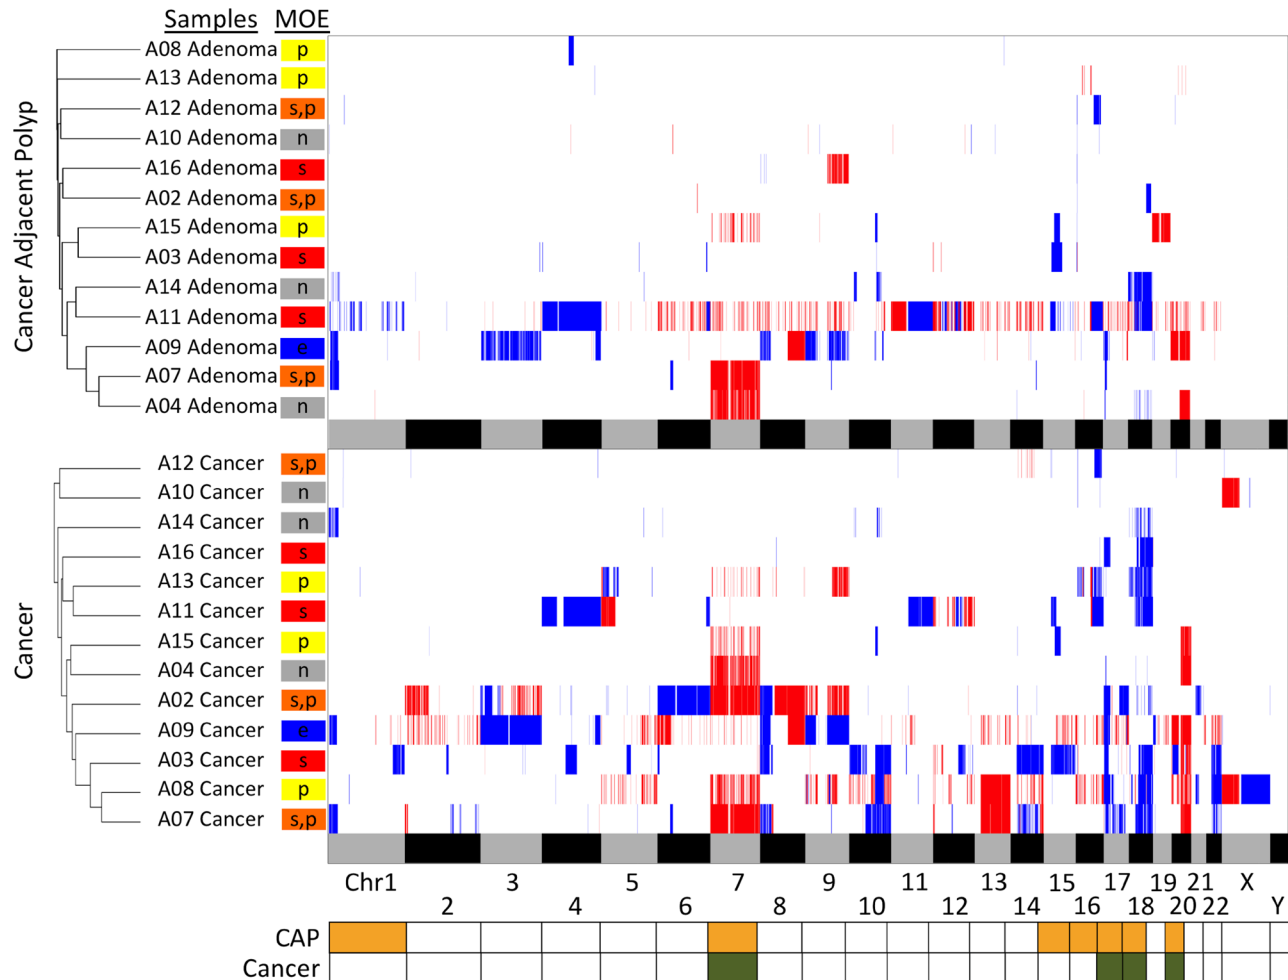 Samples MOE
Cancer Adjacent Polyp
A08 Adenoma p
A13 Adenoma p
A12 Adenoma s,p
A10 Adenoma n
A16 Adenoma s
A02 Adenoma s,p
A15 Adenoma p
A03 Adenoma s
A14 Adenoma n
A11 Adenoma s
A09 Adenoma e
A07 Adenoma s,p
A04 Adenoma n
Cancer
A12 Cancer s,p
A10 Cancer n
A14 Cancer n
A16 Cancer s
A13 Cancer p
A11 Cancer s
A15 Cancer p
A04 Cancer n
A02 Cancer s,p
A09 Cancer e
A03 Cancer s
A08 Cancer p
A07 Cancer s,p
Chr1 3 5 7 9 11 13 15 17 19 21 X
2 4 6 8 10 12 14 16 18 20 22 Y
CAP
Cancer